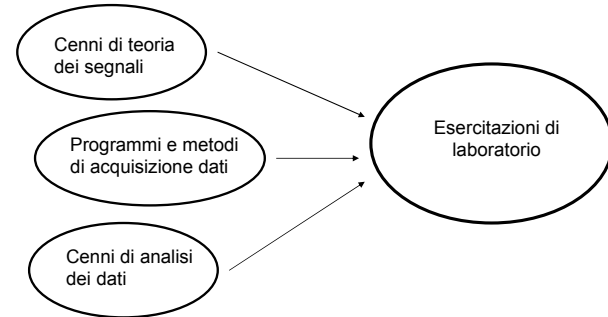 Cenni di teoria
dei segnali
Programmi e metodi
di acquisizione dati
Cenni di analisi
dei dati
Esercitazioni di
laboratorio